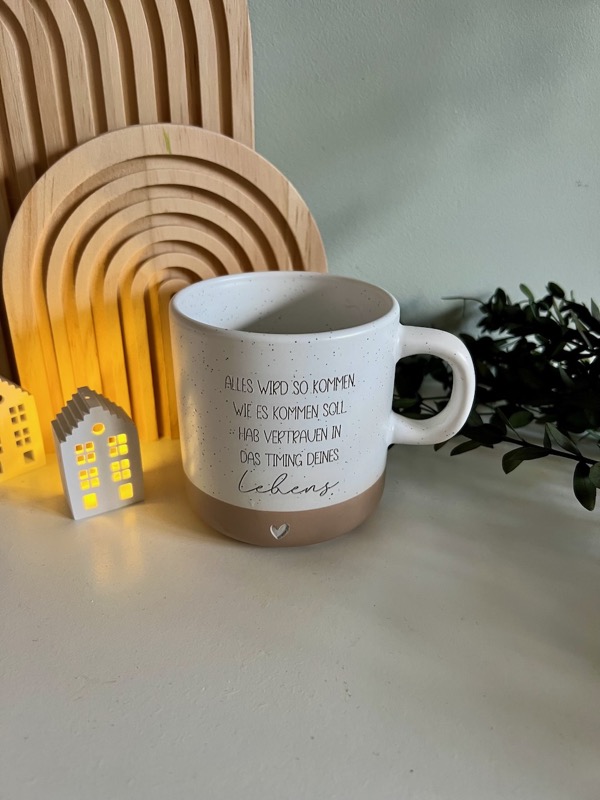 ALLES WIRD SO KOMMEN,
WIE ES KOMMEN SOLL.
HAB VERTRAUEN IN
DAS TIMING DEINES
Lebens.